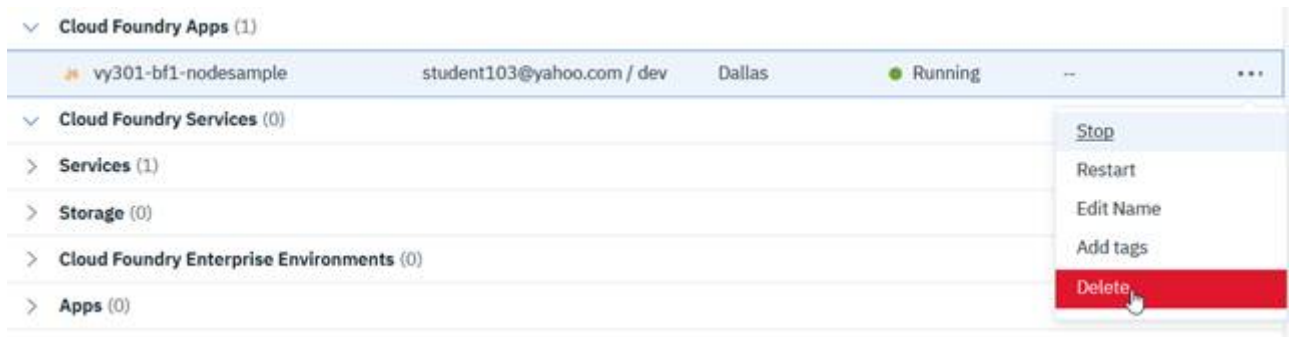 Cloud Foundry Apps (1)
JS vy301-bf1-nodesample student103@yahoo.com / dev Dallas Running -- ...
Cloud Foundry Services (0)
Stop
Services (1)
Restart
Storage (0)
Edit Name
Cloud Foundry Enterprise Environments (0)
Add tags
Delete
Apps (0)